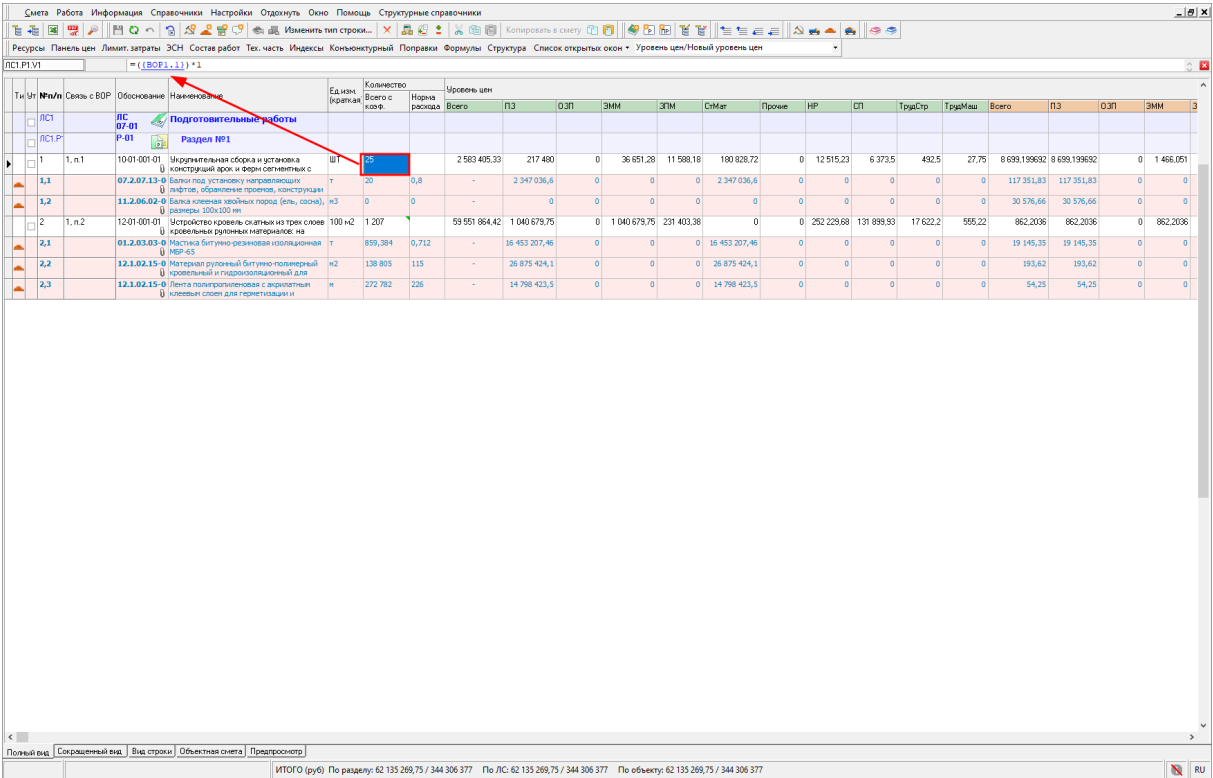 Смета Работа Информация Справочники Настройки Отдохнуть Окно Помощь Структурные справочники
Изменить тип строки... Копировать в смету
Ресурсы Панель цен Лимит. затраты ЭСН Состав работ Тех. часть Индексы Конъюнктурный Поправки Формулы Структура Список открытых окон Уровень цен/Новый уровень цен
ЛС1.Р1.V1 =({ВОР1.1})*1
Количество
Уровень цен
Ти Ут №п/п Связь с ВОР Обоснование Наименование Ед.изм. (краткая Всего с коэф. Норма расхода Всего ПЗ ОЗП ЭММ ЗПМ СтМат Прочие НР СП ТрудСтр ТрудМаш Всего ПЗ ОЗП ЭММ З
ЛС1 ЛС 07-01 Подготовительные работы
ЛС1.Р1 Р-01 Раздел №1
1 1, п.1 10-01-001-01 Укрупнительная сборка и установка ШТ 25 2 583 405,33 217 480 0 36 651,28 11 588,18 180 828,72 12 515,23 6 373,5 492,5 27,75 8 699,199692 8 699,199692 0 1 466,051
конструкций арок и ферм сегментных с
1,1 07.2.07.13-0 Балки под установку направляющих т 20 0,8 - 2 347 036,6 0 0 0 2 347 036,6 0 0 0 0 0 117 351,83 117 351,83 0 0
лифтов, обрамление проемов, конструкции
1,2 11.2.06.02-0 Балка клееная хвойных пород (ель, сосна), м3 0 0 - 0 0 0 0 0 0 0 0 0 0 30 576,66 30 576,66 0 0
размеры 100х100 мм
2 1, п.2 12-01-001-01 Устройство кровель скатных из трех слоев 100 м2 1 207 59 551 864,42 1 040 679,75 0 1 040 679,75 231 403,38 0 0 252 229,68 131 899,93 17 622,2 555,22 862,2036 862,2036 0 862,2036
кровельных рулонных материалов: на
2,1 01.2.03.03-0 Мастика битумно-резиновая изоляционная т 859,384 0,712 - 16 453 207,46 0 0 0 16 453 207,46 0 0 0 0 0 19 145,35 19 145,35 0 0
МБР-65
2,2 12.1.02.15-0 Материал рулонный битумно-полимерный м2 138 805 115 - 26 875 424,1 0 0 0 26 875 424,1 0 0 0 0 0 193,62 193,62 0 0
кровельный и гидроизоляционный для
2,3 12.1.02.15-0 Лента полипропиленовая с акрилатным м 272 782 226 - 14 798 423,5 0 0 0 14 798 423,5 0 0 0 0 0 54,25 54,25 0 0
клеевым слоем для герметизации и
Полный вид Сокращенный вид Вид строки Объектная смета Предпросмотр
ИТОГО (руб) По разделу: 62 135 269,75 / 344 306 377 По ЛС: 62 135 269,75 / 344 306 377 По объекту: 62 135 269,75 / 344 306 377 RU